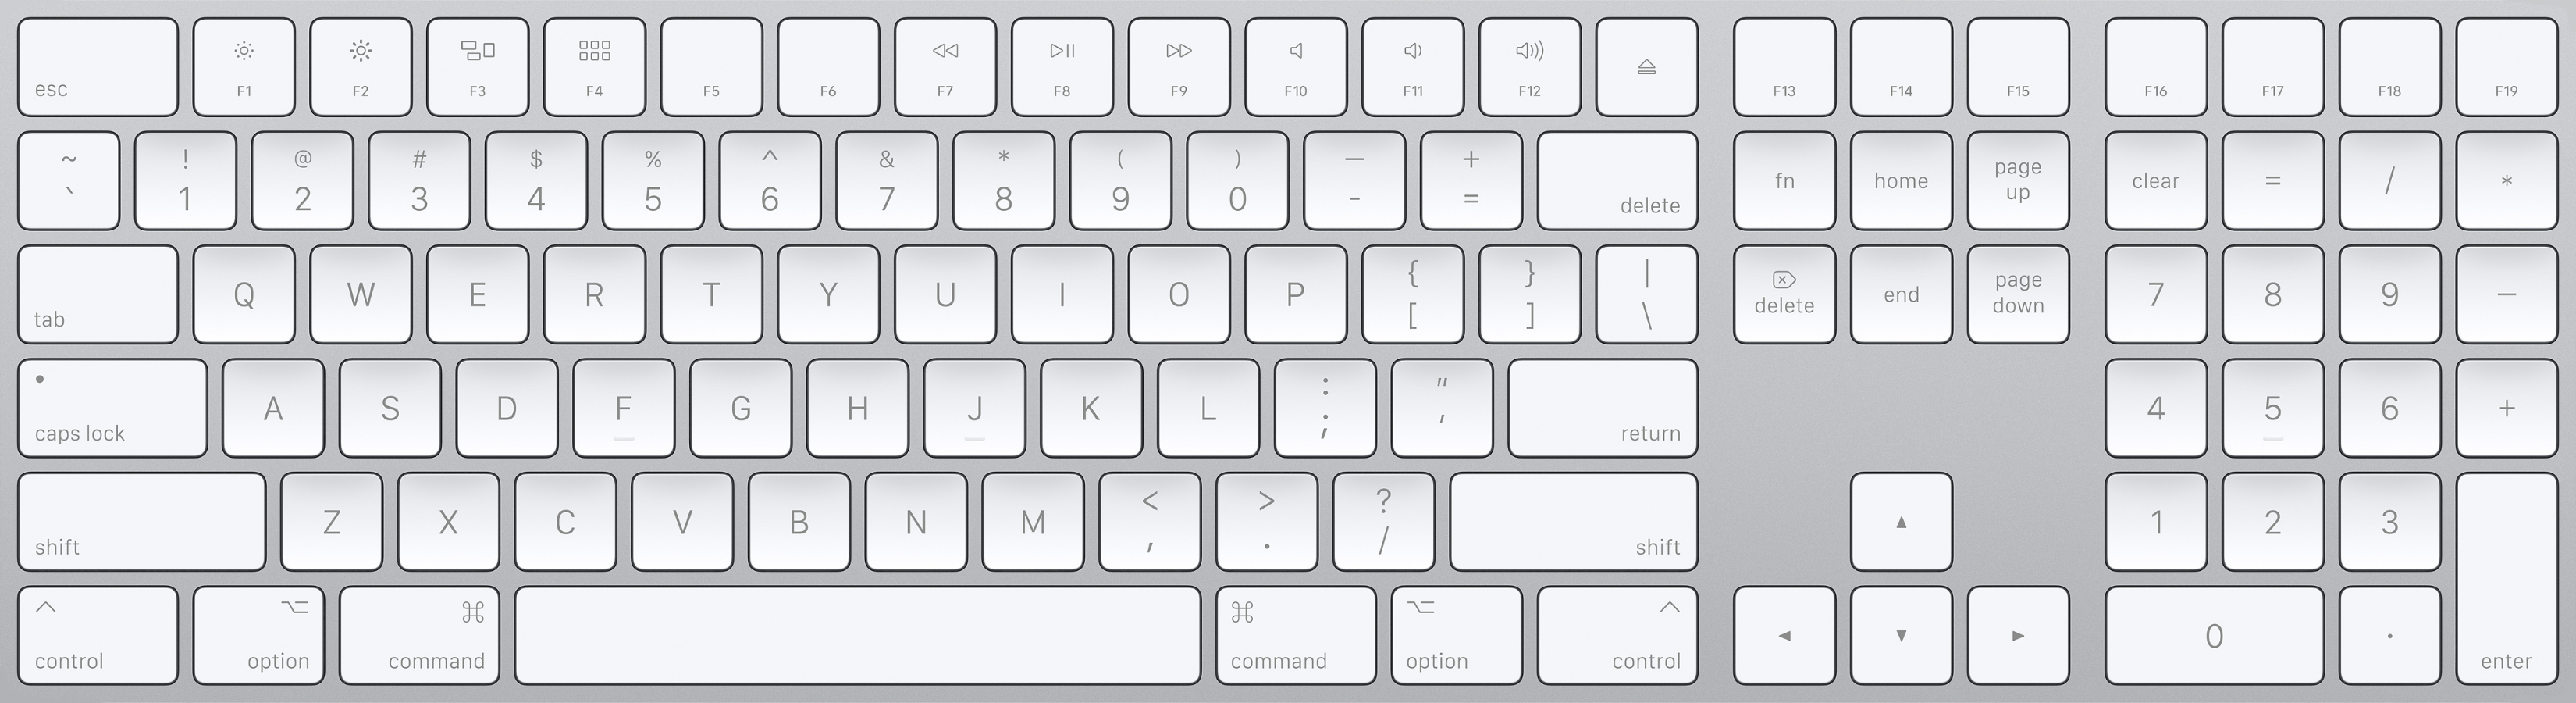 esc F1 F2 F3 F4 F5 F6 F7 F8 F9 F10 F11 F12 F13 F14 F15 F16 F17 F18 F19
~ ! @ # $ % ^ & * ( ) — +
` 1 2 3 4 5 6 7 8 9 0 - = delete fn home page up clear = / *
tab Q W E R T Y U I O P { [ } ] | \ delete end page down 7 8 9 —
caps lock A S D F G H J K L : ; " ' return 4 5 6 +
shift Z X C V B N M < , > . ? / shift ▲ 1 2 3
^ control ⌥ option ⌘ command ⌘ command ⌥ option ^ control ◀ ▼ ▶ 0 . enter